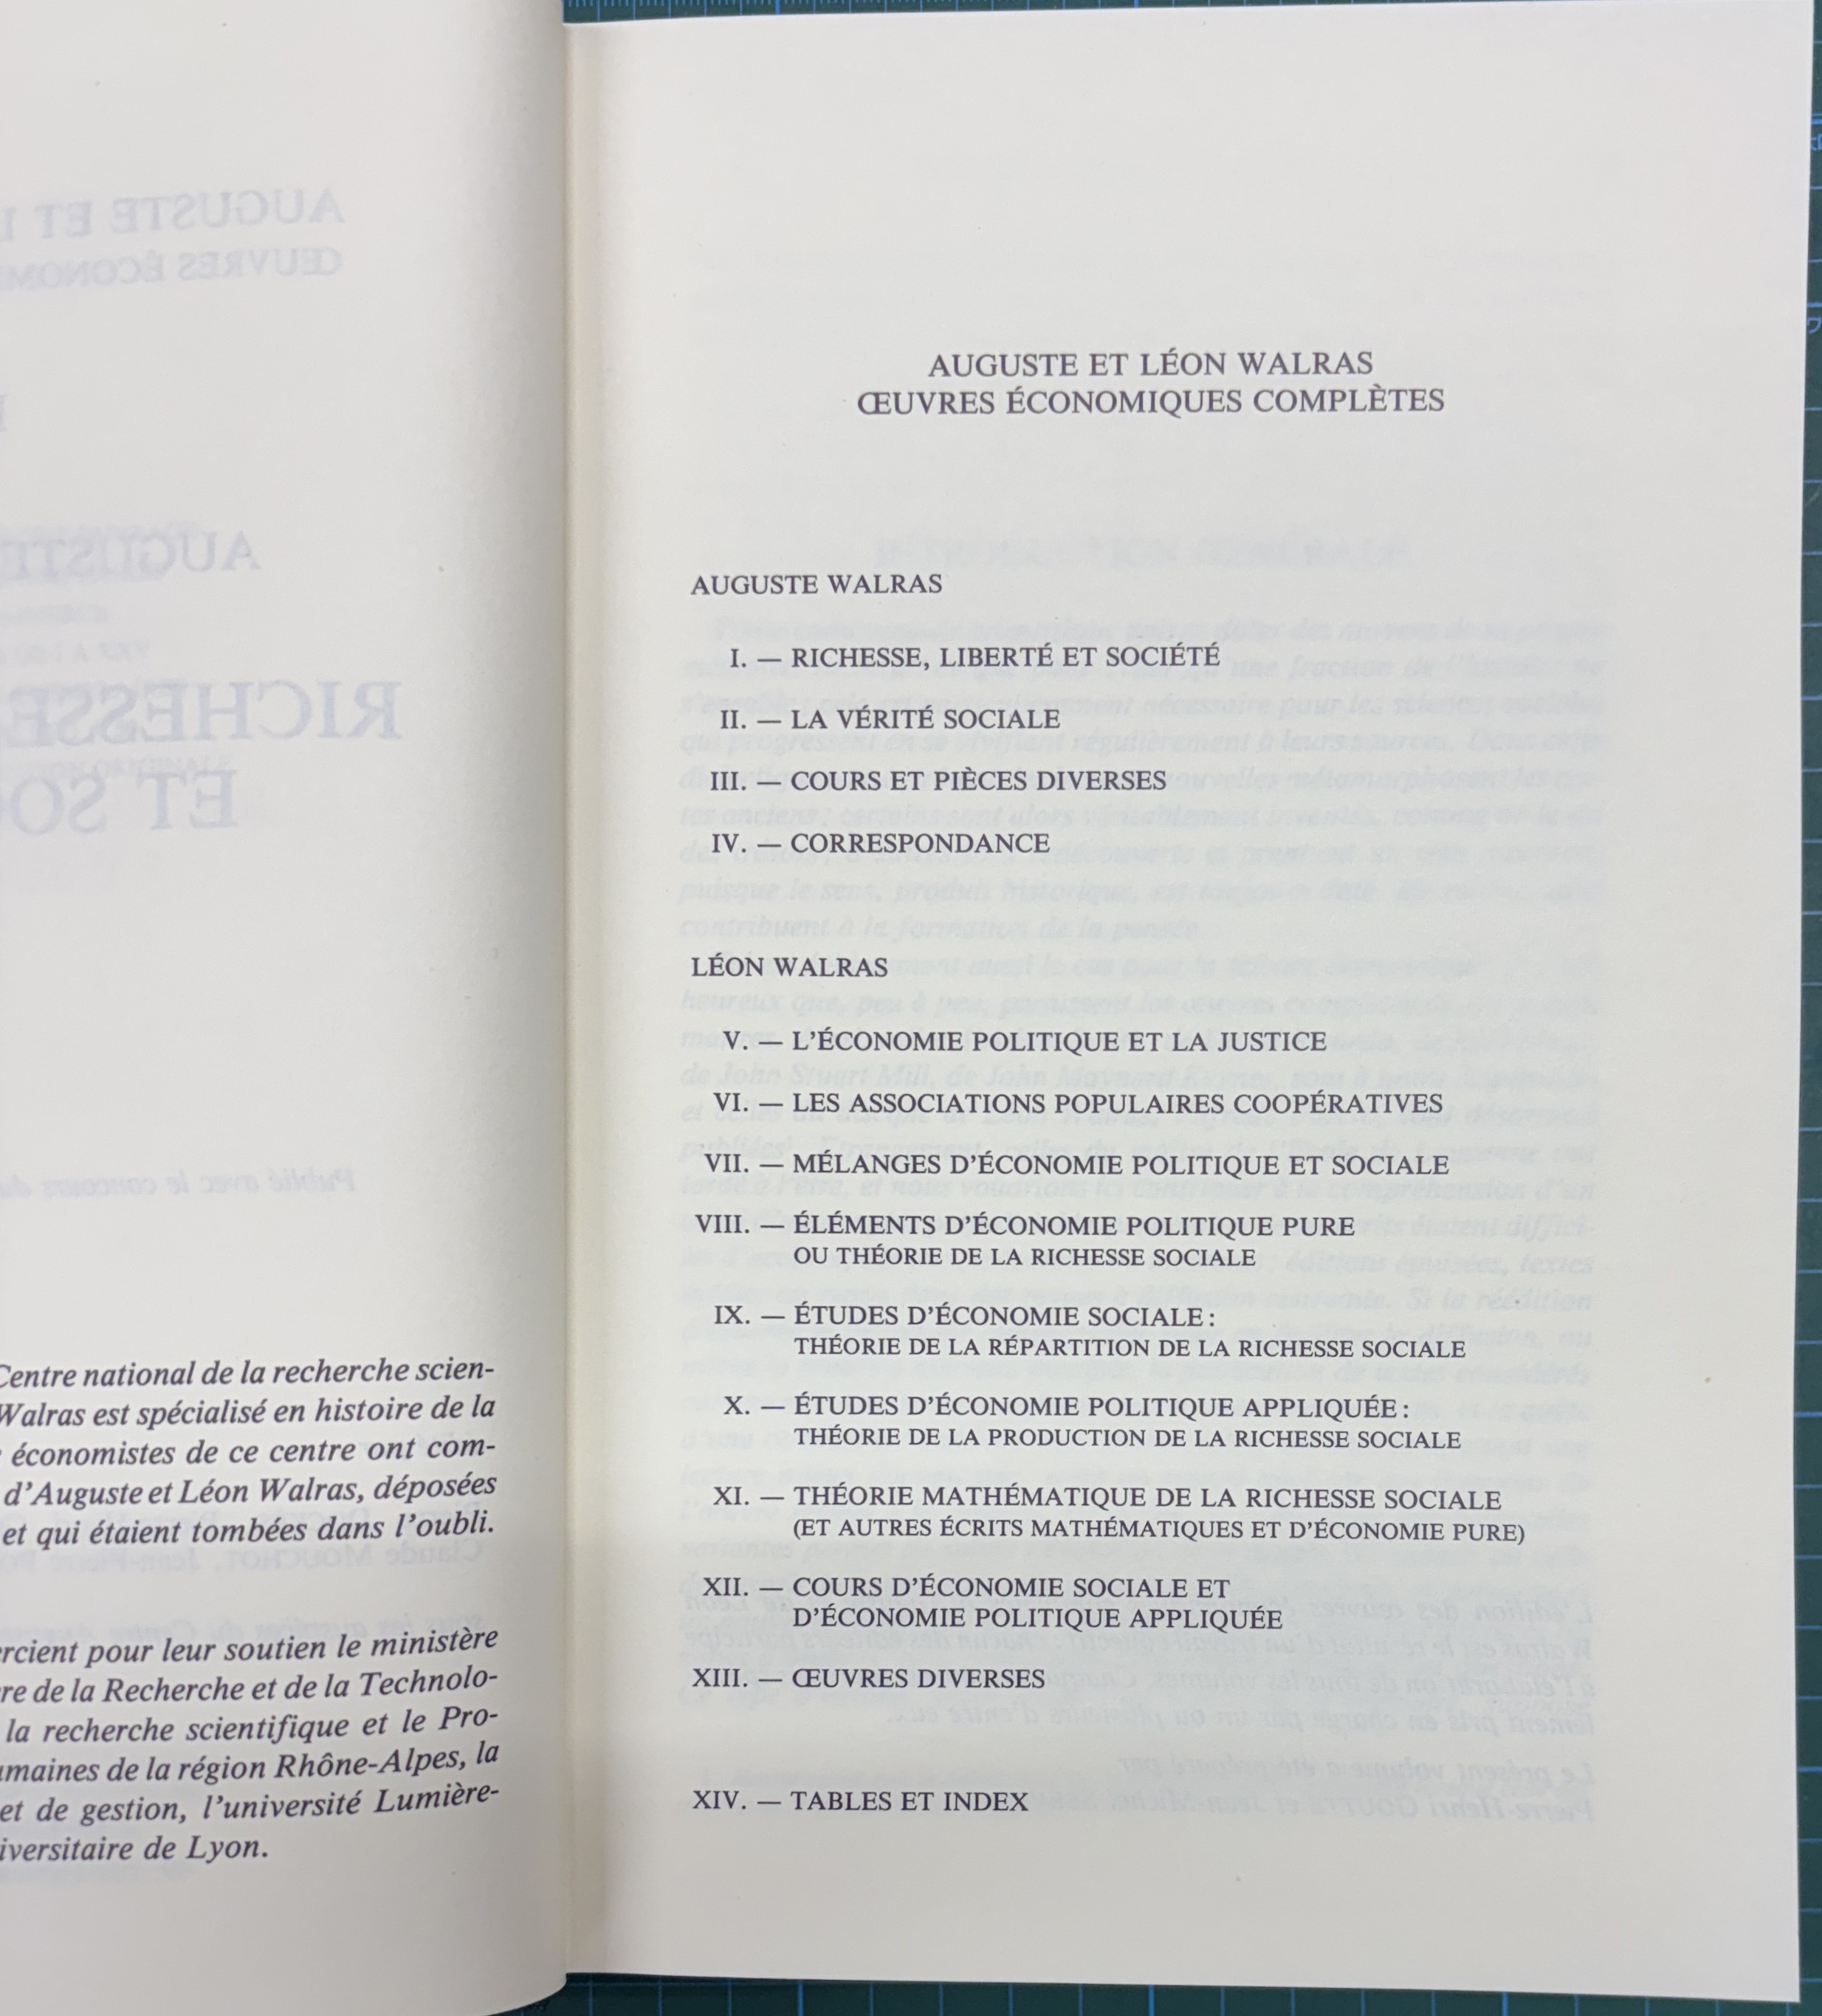 Centre national de la recherche scien-
Walras est spécialisé en histoire de la
économistes de ce centre ont com-
d'Auguste et Léon Walras, déposées
et qui étaient tombées dans l'oubli.
pour leur soutien le ministère
de la Recherche et de la Technolo-
la recherche scientifique et le Pro-
de la région Rhône-Alpes, la
et de gestion, l'université Lumière-
de Lyon.
AUGUSTE ET LÉON WALRAS
ŒUVRES ÉCONOMIQUES COMPLÈTES
AUGUSTE WALRAS
I. — RICHESSE, LIBERTÉ ET SOCIÉTÉ
II. — LA VÉRITÉ SOCIALE
III. — COURS ET PIÈCES DIVERSES
IV. — CORRESPONDANCE
LÉON WALRAS
V. — L'ÉCONOMIE POLITIQUE ET LA JUSTICE
VI. — LES ASSOCIATIONS POPULAIRES COOPÉRATIVES
VII. — MÉLANGES D'ÉCONOMIE POLITIQUE ET SOCIALE
VIII. — ÉLÉMENTS D'ÉCONOMIE POLITIQUE PURE
OU THÉORIE DE LA RICHESSE SOCIALE
IX. — ÉTUDES D'ÉCONOMIE SOCIALE :
THÉORIE DE LA RÉPARTITION DE LA RICHESSE SOCIALE
X. — ÉTUDES D'ÉCONOMIE POLITIQUE APPLIQUÉE :
THÉORIE DE LA PRODUCTION DE LA RICHESSE SOCIALE
XI. — THÉORIE MATHÉMATIQUE DE LA RICHESSE SOCIALE
(ET AUTRES ÉCRITS MATHÉMATIQUES ET D'ÉCONOMIE PURE)
XII. — COURS D'ÉCONOMIE SOCIALE ET
D'ÉCONOMIE POLITIQUE APPLIQUÉE
XIII. — ŒUVRES DIVERSES
XIV. — TABLES ET INDEX